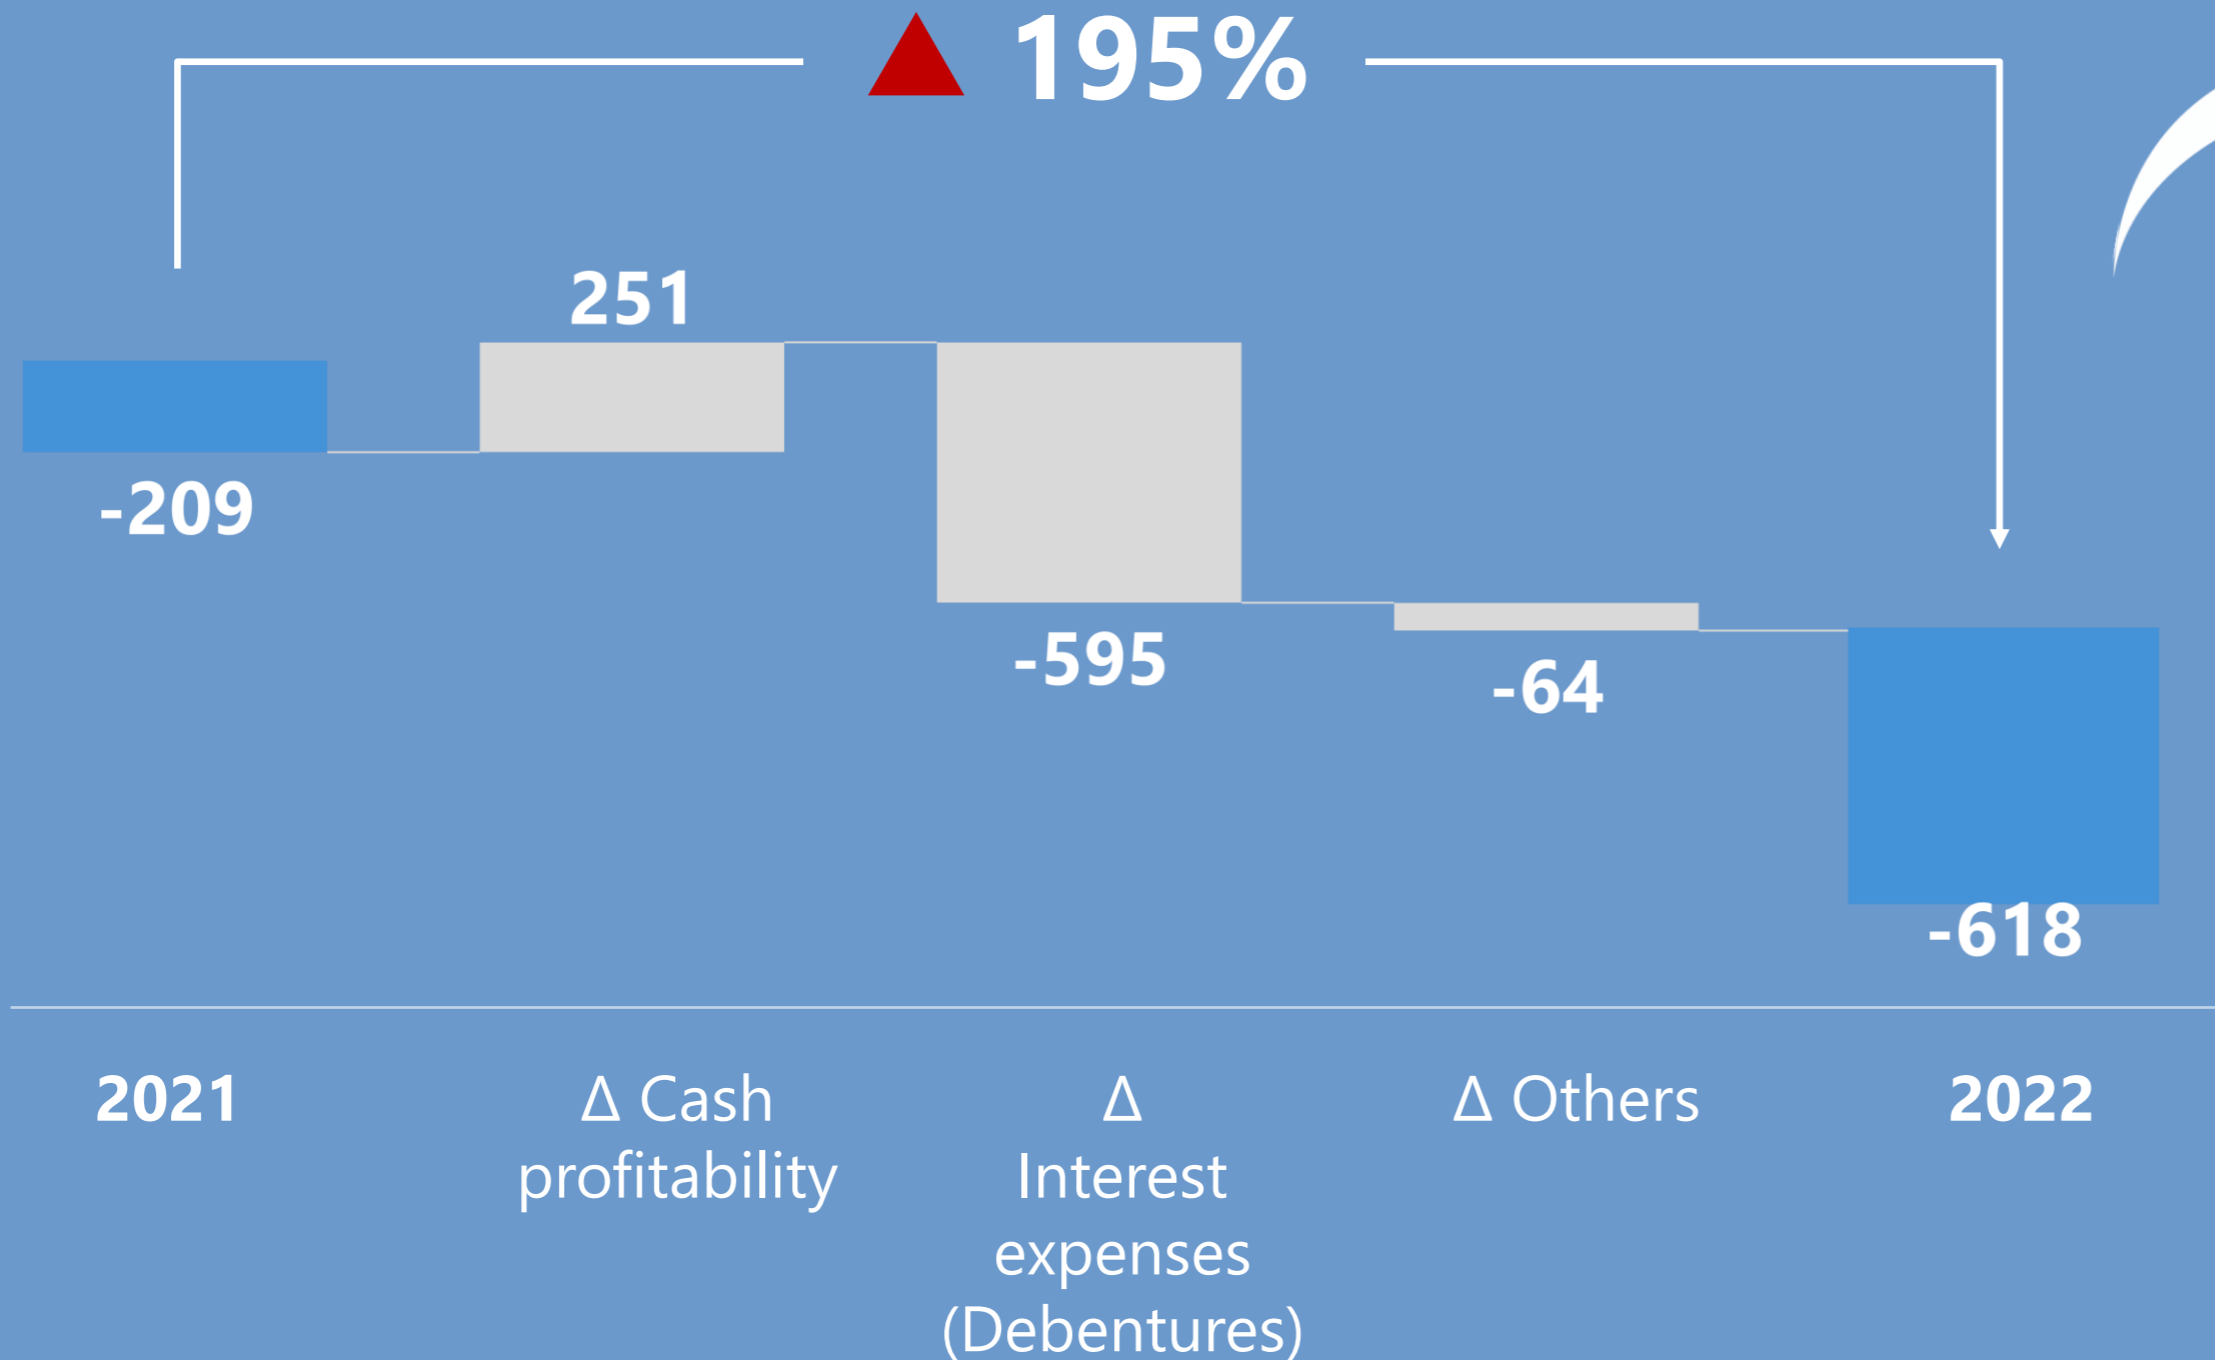 ▲ 195%
251
-209
-595
-64
-618
2021
Δ Cash
profitability
Δ
Interest
expenses
(Debentures)
Δ Others
2022